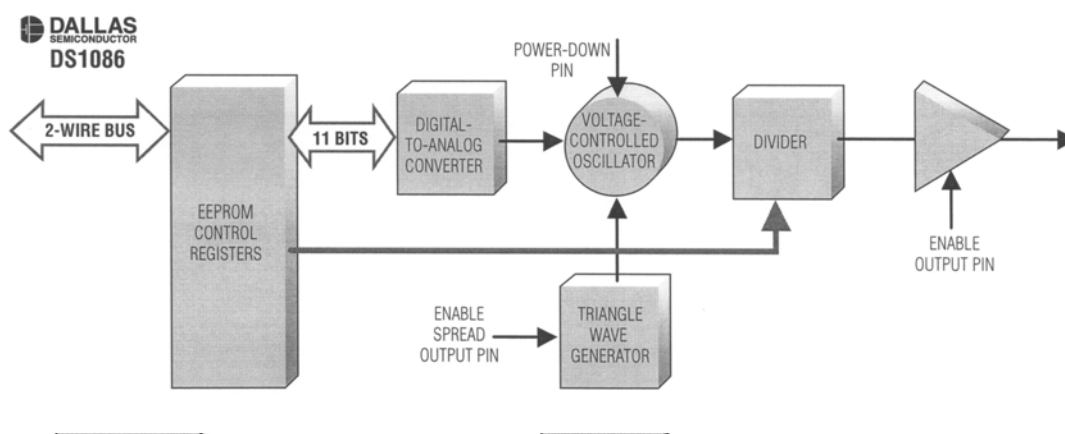 DALLAS
SEMICONDUCTOR
DS1086
2-WIRE BUS
EEPROM
CONTROL
REGISTERS
11 BITS
DIGITAL-
TO-ANALOG
CONVERTER
POWER-DOWN
PIN
VOLTAGE-
CONTROLLED
OSCILLATOR
DIVIDER
ENABLE
OUTPUT PIN
ENABLE
SPREAD
OUTPUT PIN
TRIANGLE
WAVE
GENERATOR